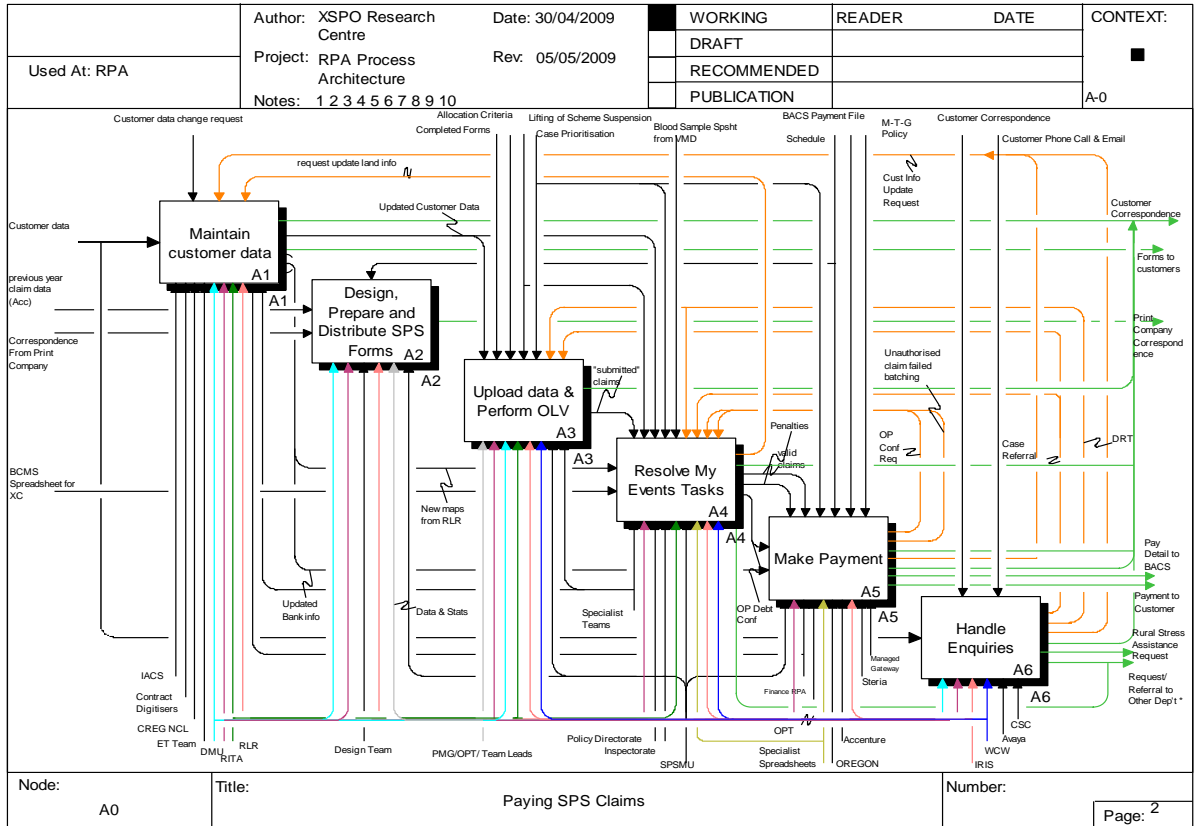 Used At: RPA
Author: XSPO Research
Centre
Project: RPA Process
Architecture
Notes: 1 2 3 4 5 6 7 8 9 10
Date: 30/04/2009
Rev: 05/05/2009
WORKING
DRAFT
RECOMMENDED
PUBLICATION
READER DATE
CONTEXT:
A-0
Customer data change request
Allocation Criteria
Completed Forms
Lifting of Scheme Suspension
Case Prioritisation
Blood Sample Spsht
from VMD
BACS Payment File
Schedule
M-T-G
Policy
Customer Correspondence
Customer Phone Call & Email
request update land info
Cust Info
Update
Request
Updated Customer Data
Customer
Correspondence
Customer data
Maintain
customer data
A1
A1
Forms to
customers
previous year
claim data
(Acc)
Design,
Prepare and
Distribute SPS
Forms
A2
A2
Print
Company
Correspond
ence
Correspondence
From Print
Company
Unauthorised
claim failed
batching
"submitted"
claims
Upload data &
Perform OLV
A3
A3
Penalties
valid
claims
OP
Conf
Req
Case
Referral
DRT
BCMS
Spreadsheet for
XC
Resolve My
Events Tasks
A4
A4
New maps
from RLR
Make Payment
A5
A5
Pay
Detail to
BACS
Payment to
Customer
Updated
Bank info
Data & Stats
Specialist
Teams
OP Debt
Conf
Handle
Enquiries
A6
A6
Rural Stress
Assistance
Request
Request/
Referral to
Other Dep't *
Managed
Gateway
Steria
Finance RPA
IACS
Contract
Digitisers
CREG NCL
ET Team
DMU
RITA
RLR
Design Team
PMG/OPT/ Team Leads
Policy Directorate
Inspectorate
SPSMU
OPT
Specialist
Spreadsheets
OREGON
Accenture
IRIS
WCW
Avaya
CSC
Node:
A0
Title:
Paying SPS Claims
Number:
Page: 2